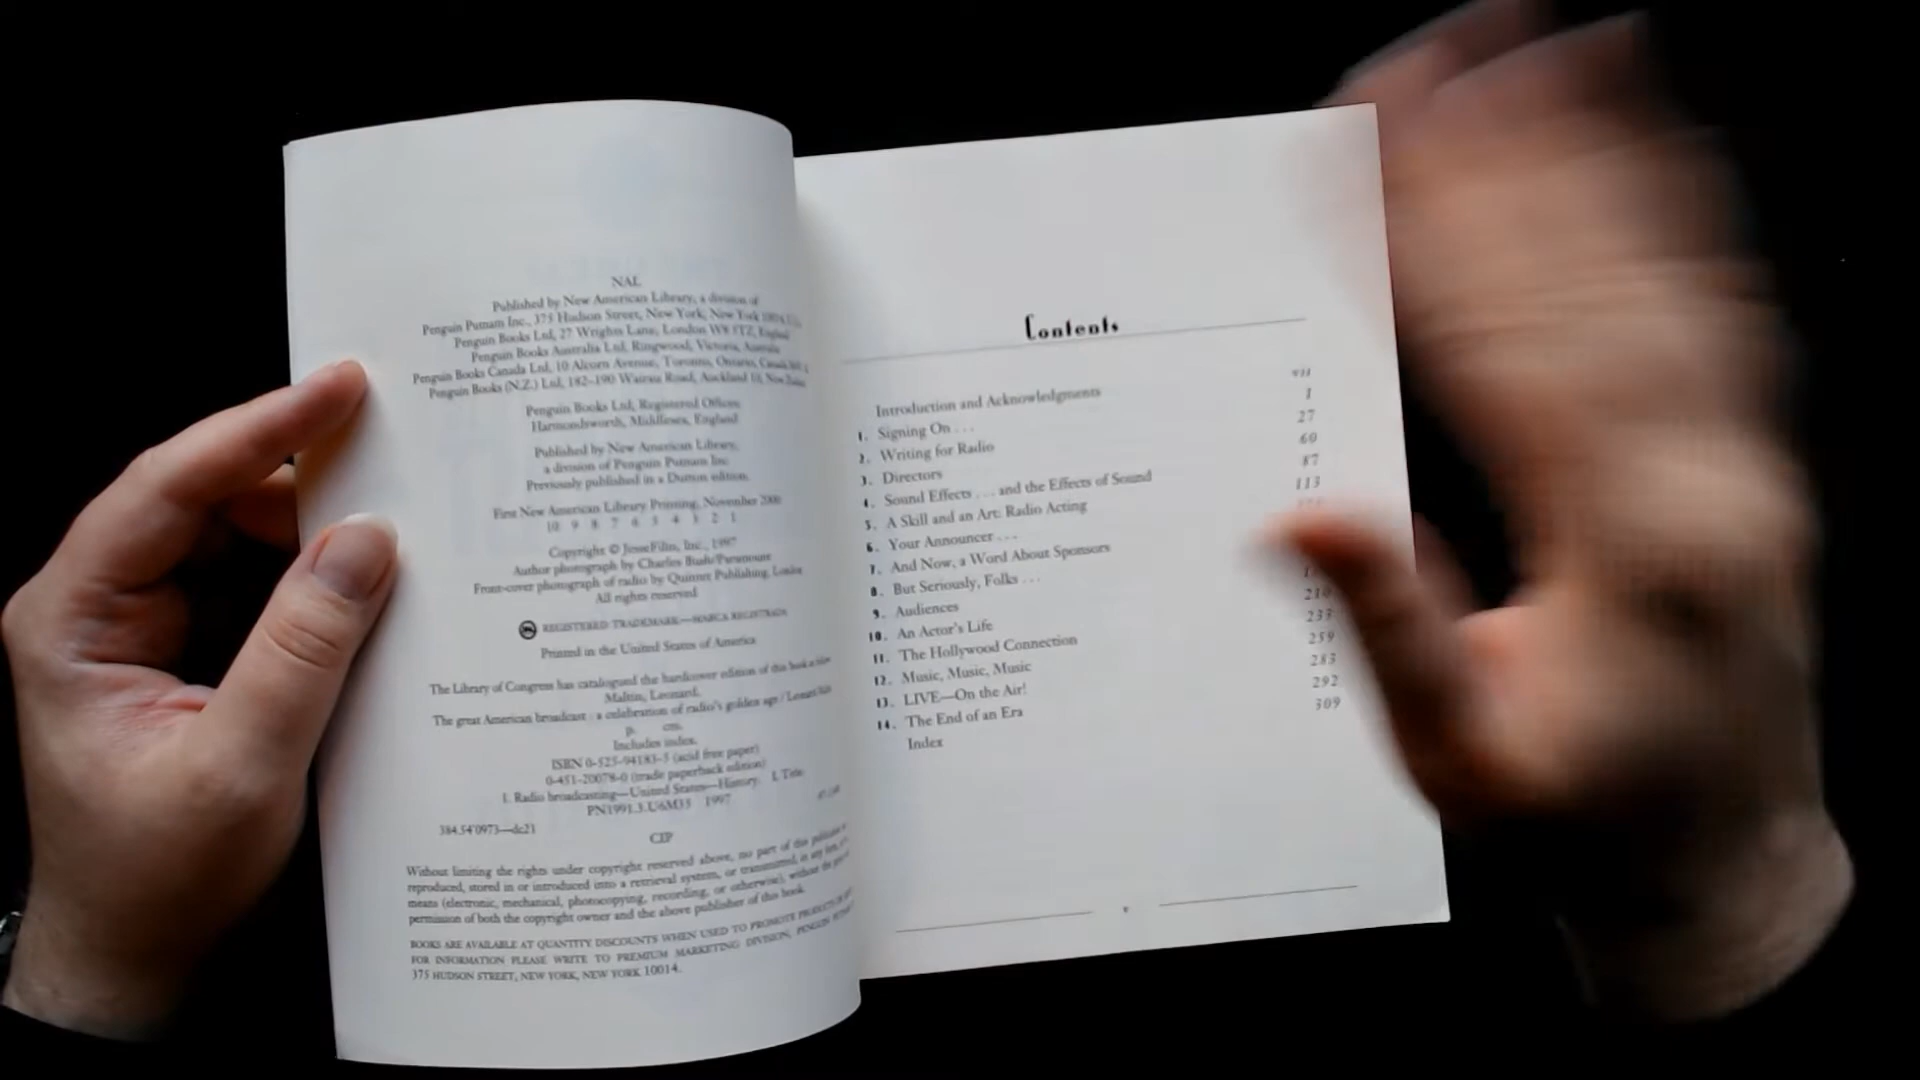 NAL
Published by New American Library, a division of
Penguin Putnam Inc., 375 Hudson Street, New York, New York
Penguin Books Ltd, 27 Wrights Lane, London W8 5TZ, England
Penguin Books Australia Ltd, Ringwood, Victoria, Australia
Penguin Books Canada Ltd, 10 Alcorn Avenue, Toronto, Ontario, Canada
Penguin Books (N.Z.) Ltd, 182–190 Wairau Road, Auckland 10, New
Penguin Books Ltd, Registered Offices:
Harmondsworth, Middlesex, England
Published by New American Library,
a division of Penguin Putnam Inc.
Previously published in a Dutton edition.
First New American Library Printing, November 2000
10 9 8 7 6 5 4 3 2 1
Copyright © JesseFilm, Inc., 1997
Author photograph by Charles Bush/Paramount
Front-cover photograph of radio by Quintet Publishing, London
All rights reserved
REGISTERED TRADEMARK—MARCA REGISTRADA
Printed in the United States of America
The Library of Congress has catalogued the hardcover edition of this book as follows
Maltin, Leonard.
The great American broadcast : a celebration of radio's golden age / Leonard
p. cm.
Includes index.
ISBN 0-525-94183-5 (acid free paper)
0-451-20078-0 (trade paperback edition)
1. Radio broadcasting—United States—History. I. Title
PN1991.3.U6M33 1997
384.54'0973—dc21
CIP
Without limiting the rights under copyright reserved above, no part of this publication
reproduced, stored in or introduced into a retrieval system, or transmitted, in any form,
means (electronic, mechanical, photocopying, recording, or otherwise), without the
permission of both the copyright owner and the above publisher of this book.
BOOKS ARE AVAILABLE AT QUANTITY DISCOUNTS WHEN USED TO PROMOTE PRODUCTS OR
FOR INFORMATION PLEASE WRITE TO PREMIUM MARKETING DIVISION, PENGUIN
375 HUDSON STREET, NEW YORK, NEW YORK 10014.
Contents
Introduction and Acknowledgments vii
1. Signing On . . . 1
2. Writing for Radio 27
3. Directors 60
4. Sound Effects . . . and the Effects of Sound 87
5. A Skill and an Art: Radio Acting 113
6. Your Announcer . . .
7. And Now, a Word About Sponsors
8. But Seriously, Folks . . .
9. Audiences
10. An Actor's Life 210
11. The Hollywood Connection 233
12. Music, Music, Music 259
13. LIVE—On the Air! 283
14. The End of an Era 292
Index 309
v